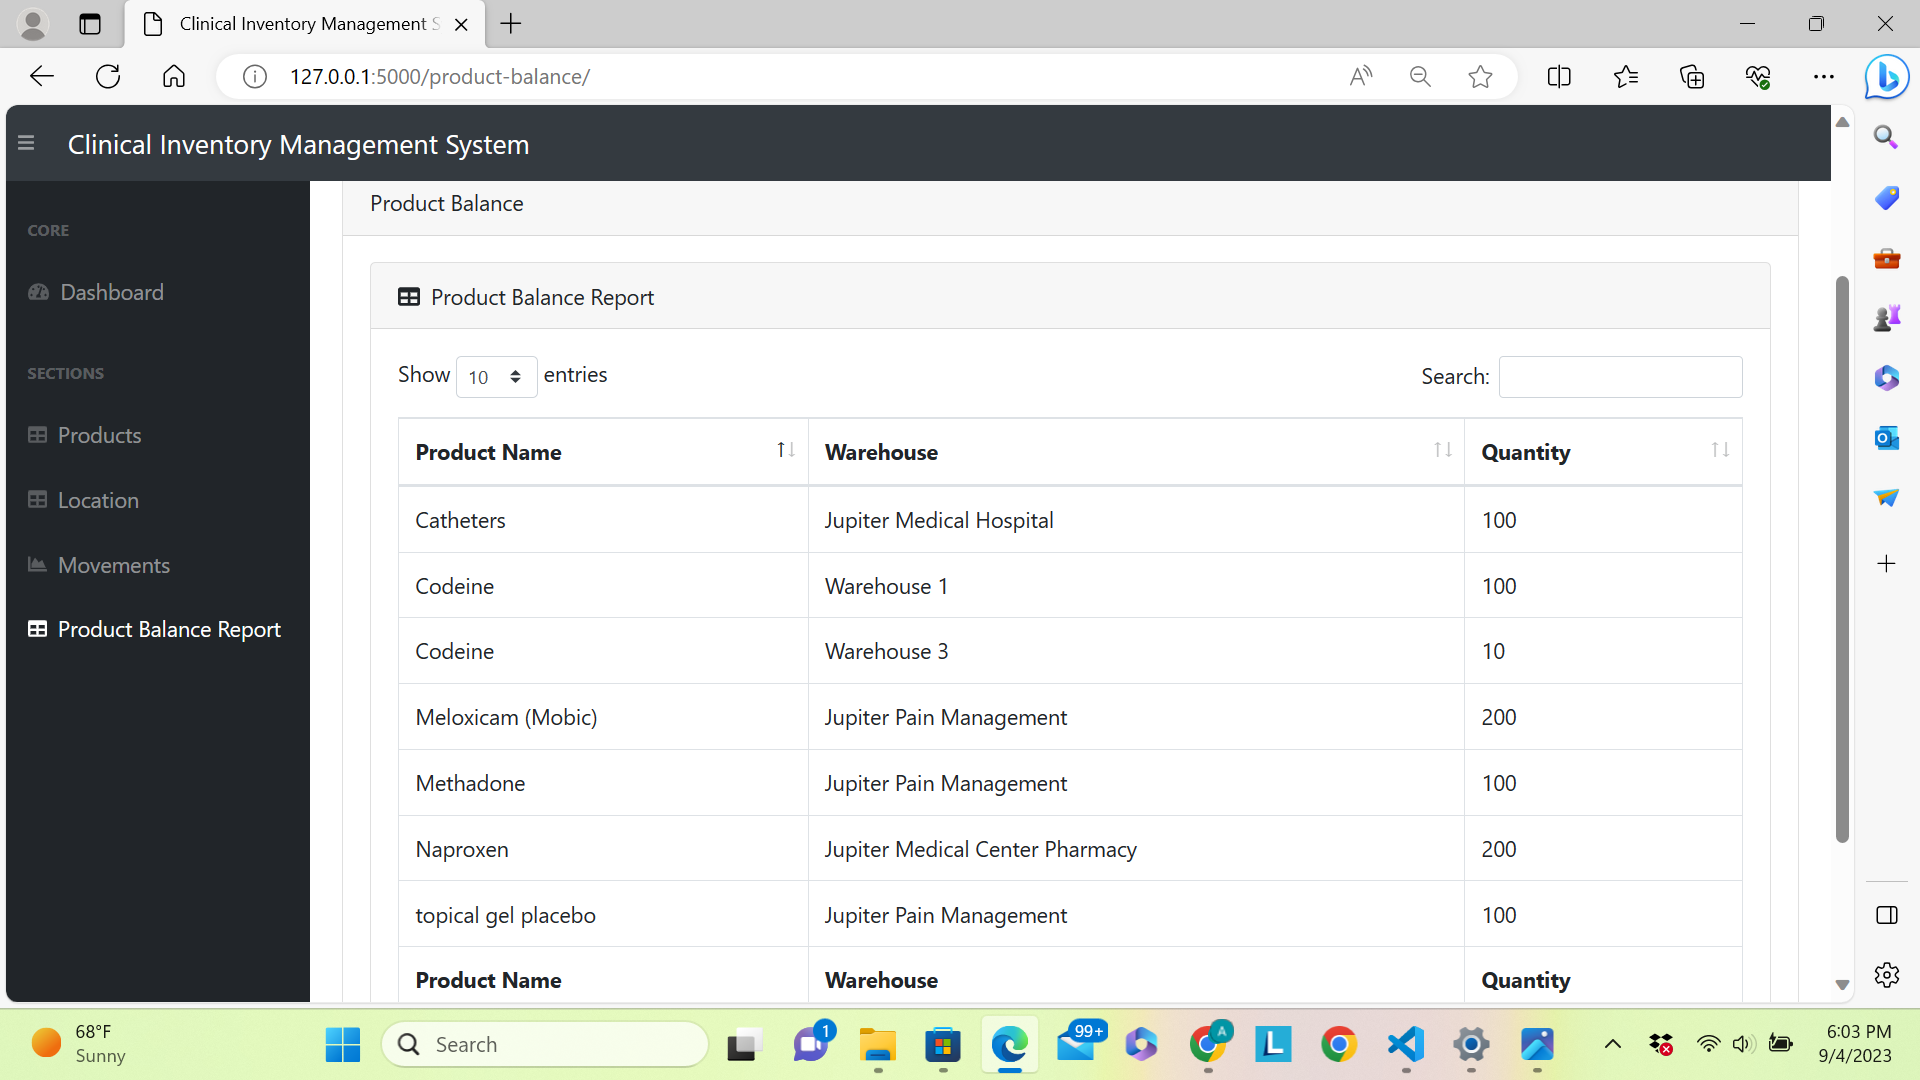 Clinical Inventory Management S
127.0.0.1:5000/product-balance/
Clinical Inventory Management System
CORE
Dashboard
SECTIONS
Products
Location
Movements
Product Balance Report
Product Balance
Product Balance Report
Show 10 entries
Search:
Product Name Warehouse Quantity
Catheters Jupiter Medical Hospital 100
Codeine Warehouse 1 100
Codeine Warehouse 3 10
Meloxicam (Mobic) Jupiter Pain Management 200
Methadone Jupiter Pain Management 100
Naproxen Jupiter Medical Center Pharmacy 200
topical gel placebo Jupiter Pain Management 100
Product Name Warehouse Quantity
68°F
Sunny
Search
1
99+
A
L
6:03 PM
9/4/2023